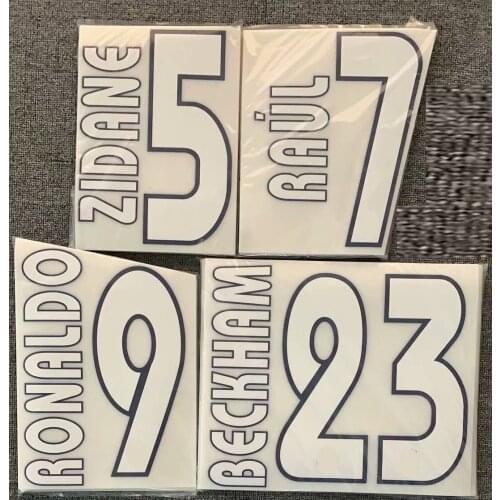 ZIDANE
5
RAÚL
7
RONALDO
9
BECKHAM
23